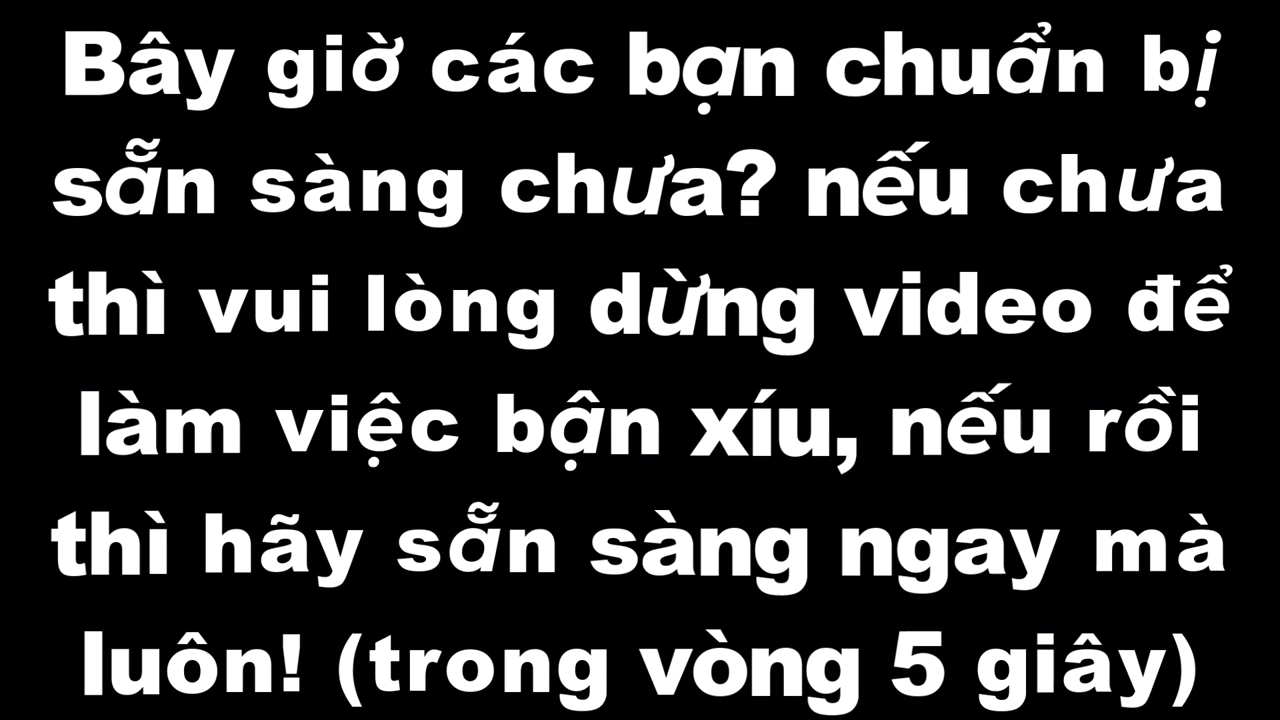 Bây giờ các bạn chuẩn bị
sẵn sàng chưa? nếu chưa
thì vui lòng dừng video để
làm việc bận xíu, nếu rồi
thì hãy sẵn sàng ngay mà
luôn! (trong vòng 5 giây)